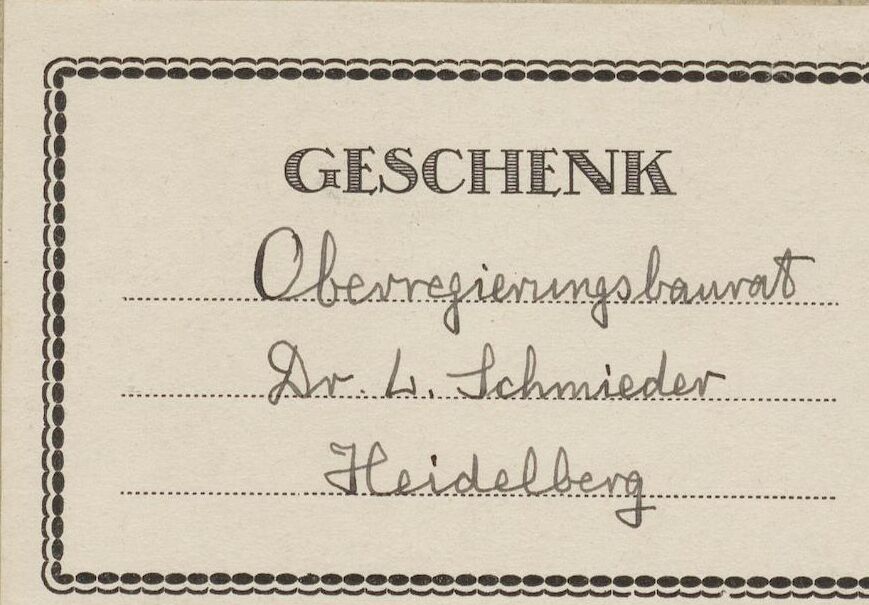 GESCHENK
Oberregierungsbaurat
Dr. L. Schmieder
Heidelberg